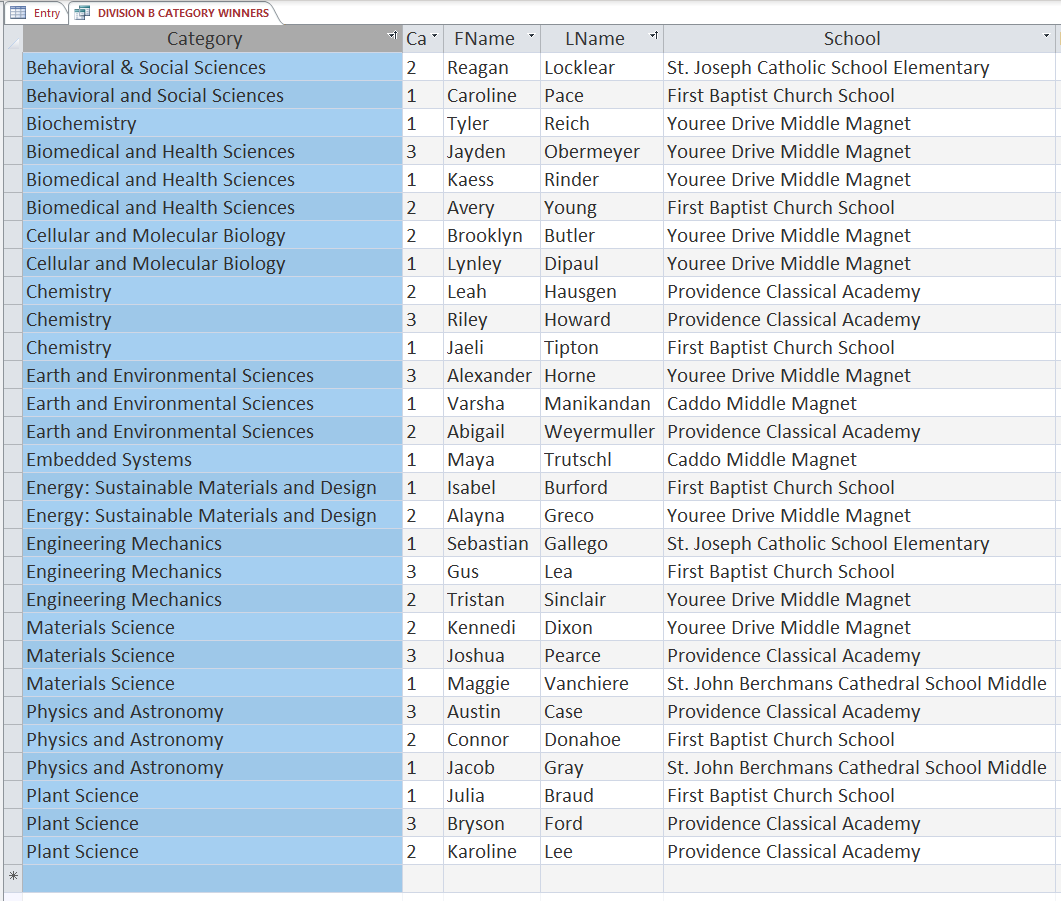 Entry DIVISION B CATEGORY WINNERS
Category Ca FName LName School
Behavioral & Social Sciences 2 Reagan Locklear St. Joseph Catholic School Elementary
Behavioral and Social Sciences 1 Caroline Pace First Baptist Church School
Biochemistry 1 Tyler Reich Youree Drive Middle Magnet
Biomedical and Health Sciences 3 Jayden Obermeyer Youree Drive Middle Magnet
Biomedical and Health Sciences 1 Kaess Rinder Youree Drive Middle Magnet
Biomedical and Health Sciences 2 Avery Young First Baptist Church School
Cellular and Molecular Biology 2 Brooklyn Butler Youree Drive Middle Magnet
Cellular and Molecular Biology 1 Lynley Dipaul Youree Drive Middle Magnet
Chemistry 2 Leah Hausgen Providence Classical Academy
Chemistry 3 Riley Howard Providence Classical Academy
Chemistry 1 Jaeli Tipton First Baptist Church School
Earth and Environmental Sciences 3 Alexander Horne Youree Drive Middle Magnet
Earth and Environmental Sciences 1 Varsha Manikandan Caddo Middle Magnet
Earth and Environmental Sciences 2 Abigail Weyermuller Providence Classical Academy
Embedded Systems 1 Maya Trutschl Caddo Middle Magnet
Energy: Sustainable Materials and Design 1 Isabel Burford First Baptist Church School
Energy: Sustainable Materials and Design 2 Alayna Greco Youree Drive Middle Magnet
Engineering Mechanics 1 Sebastian Gallego St. Joseph Catholic School Elementary
Engineering Mechanics 3 Gus Lea First Baptist Church School
Engineering Mechanics 2 Tristan Sinclair Youree Drive Middle Magnet
Materials Science 2 Kennedi Dixon Youree Drive Middle Magnet
Materials Science 3 Joshua Pearce Providence Classical Academy
Materials Science 1 Maggie Vanchiere St. John Berchmans Cathedral School Middle
Physics and Astronomy 3 Austin Case Providence Classical Academy
Physics and Astronomy 2 Connor Donahoe First Baptist Church School
Physics and Astronomy 1 Jacob Gray St. John Berchmans Cathedral School Middle
Plant Science 1 Julia Braud First Baptist Church School
Plant Science 3 Bryson Ford Providence Classical Academy
Plant Science 2 Karoline Lee Providence Classical Academy